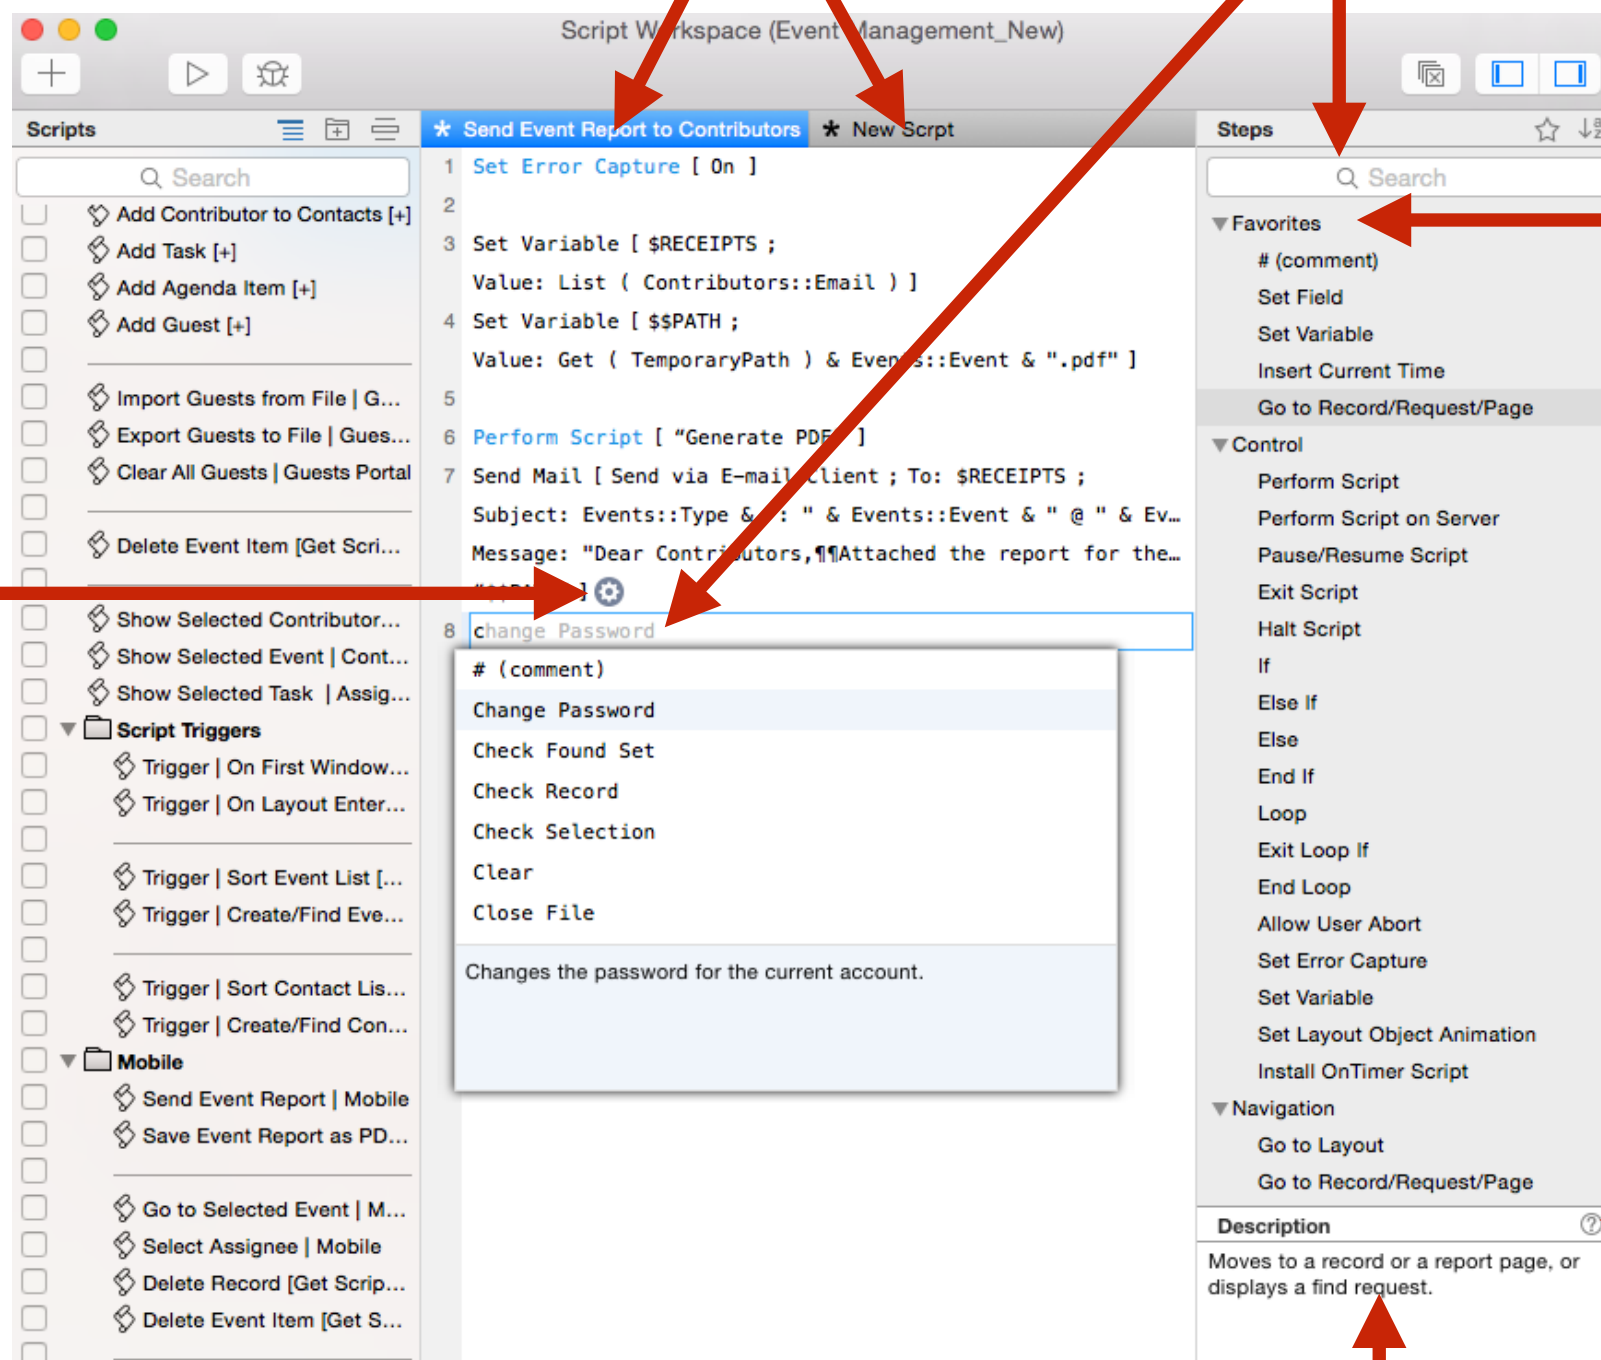 Script W rkspace (Event Management_New)
Scripts
Search
Add Contributor to Contacts [+]
Add Task [+]
Add Agenda Item [+]
Add Guest [+]
Import Guests from File | G...
Export Guests to File | Gues...
Clear All Guests | Guests Portal
Delete Event Item [Get Scri...
Show Selected Contributor...
Show Selected Event | Cont...
Show Selected Task | Assig...
Script Triggers
Trigger | On First Window...
Trigger | On Layout Enter...
Trigger | Sort Event List [...
Trigger | Create/Find Eve...
Trigger | Sort Contact Lis...
Trigger | Create/Find Con...
Mobile
Send Event Report | Mobile
Save Event Report as PD...
Go to Selected Event | M...
Select Assignee | Mobile
Delete Record [Get Scrip...
Delete Event Item [Get S...
* Send Event Report to Contributors
* New Scrpt
1 Set Error Capture [ On ]
2
3 Set Variable [ $RECEIPTS ;
Value: List ( Contributors::Email ) ]
4 Set Variable [ $$PATH ;
Value: Get ( TemporaryPath ) & Events::Event & ".pdf" ]
5
6 Perform Script [ “Generate PDF” ]
7 Send Mail [ Send via E-mail Client ; To: $RECEIPTS ;
Subject: Events::Type & ": " & Events::Event & " @ " & Ev…
Message: "Dear Contributors,¶¶Attached the report for the…
]
8 change Password
# (comment)
Change Password
Check Found Set
Check Record
Check Selection
Clear
Close File
Changes the password for the current account.
Steps
Search
Favorites
# (comment)
Set Field
Set Variable
Insert Current Time
Go to Record/Request/Page
Control
Perform Script
Perform Script on Server
Pause/Resume Script
Exit Script
Halt Script
If
Else If
Else
End If
Loop
Exit Loop If
End Loop
Allow User Abort
Set Error Capture
Set Variable
Set Layout Object Animation
Install OnTimer Script
Navigation
Go to Layout
Go to Record/Request/Page
Description
Moves to a record or a report page, or
displays a find request.